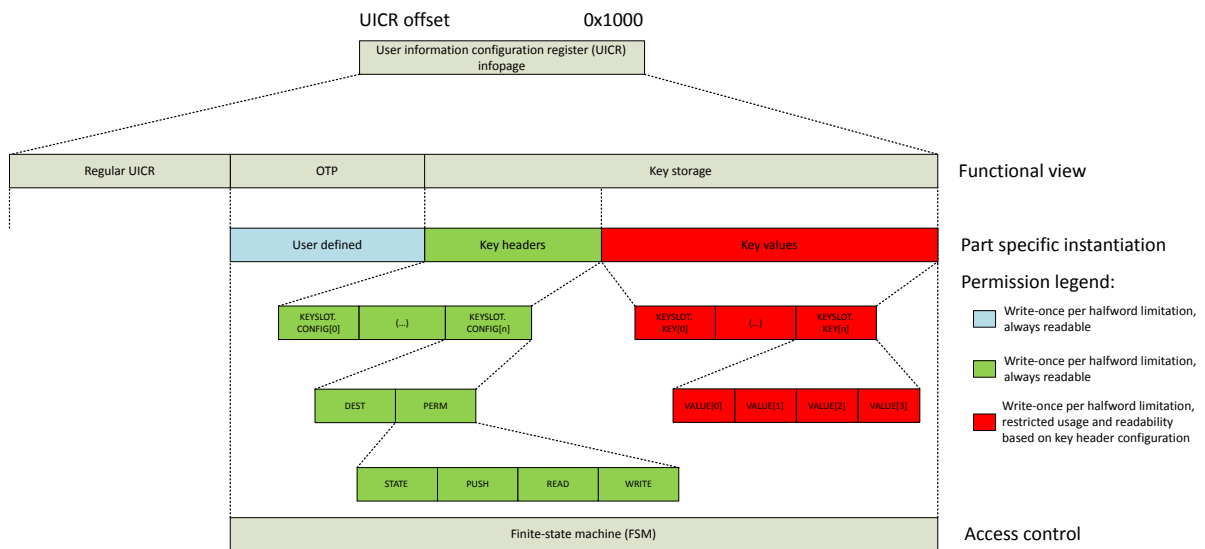 UICR offset 0x1000
User information configuration register (UICR)
infopage
Regular UICR OTP Key storage Functional view
User defined Key headers Key values Part specific instantiation
Permission legend:
KEYSLOT.
CONFIG[0]
(...)
KEYSLOT.
CONFIG[n]
KEYSLOT.
KEY[0]
(...)
KEYSLOT.
KEY[n]
Write-once per halfword limitation,
always readable
Write-once per halfword limitation,
always readable
DEST PERM
VALUE[0] VALUE[1] VALUE[2] VALUE[3]
Write-once per halfword limitation,
restricted usage and readability
based on key header configuration
STATE PUSH READ WRITE
Finite-state machine (FSM) Access control